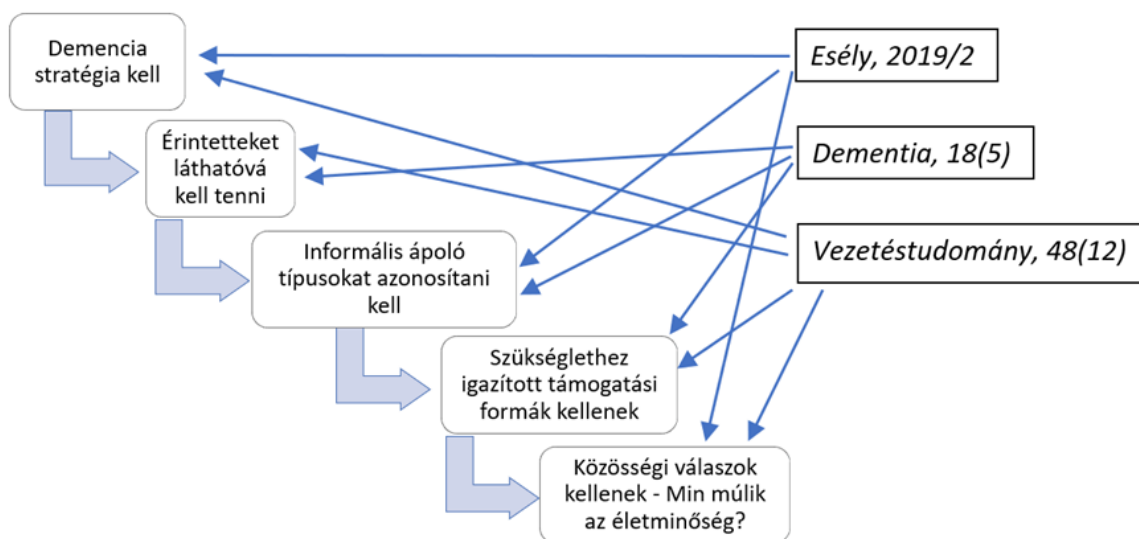 Demencia
stratégia kell
Érintetteket
láthatóvá
kell tenni
Informális ápoló
típusokat azonosítani
kell
Szükséglethez
igazított támogatási
formák kellenek
Közösségi válaszok
kellenek - Min múlik
az életminőség?
Esély, 2019/2
Dementia, 18(5)
Vezetéstudomány, 48(12)